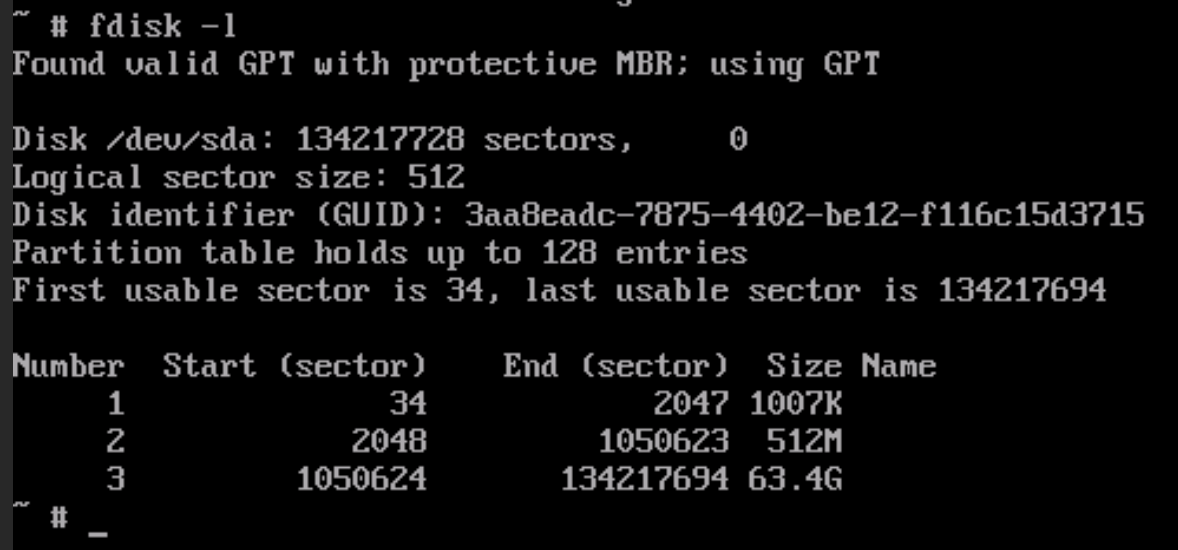 ~ # fdisk -l
Found valid GPT with protective MBR; using GPT
Disk /dev/sda: 134217728 sectors,     0
Logical sector size: 512
Disk identifier (GUID): 3aa8eadc-7875-4402-be12-f116c15d3715
Partition table holds up to 128 entries
First usable sector is 34, last usable sector is 134217694
Number  Start (sector)    End (sector)  Size Name
     1              34            2047 1007K
     2            2048         1050623  512M
     3         1050624       134217694 63.4G
~ # _